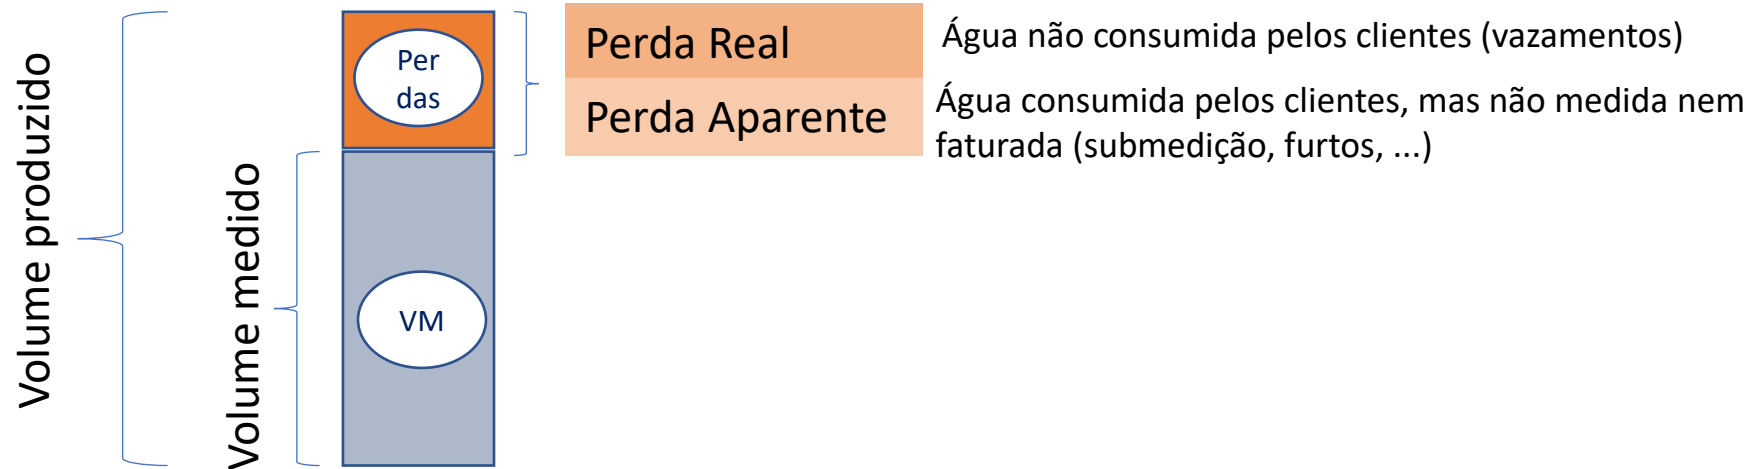 Volume produzido
Volume medido
Per
das
VM
Perda Real
Água não consumida pelos clientes (vazamentos)
Perda Aparente
Água consumida pelos clientes, mas não medida nem
faturada (submedição, furtos, ...)